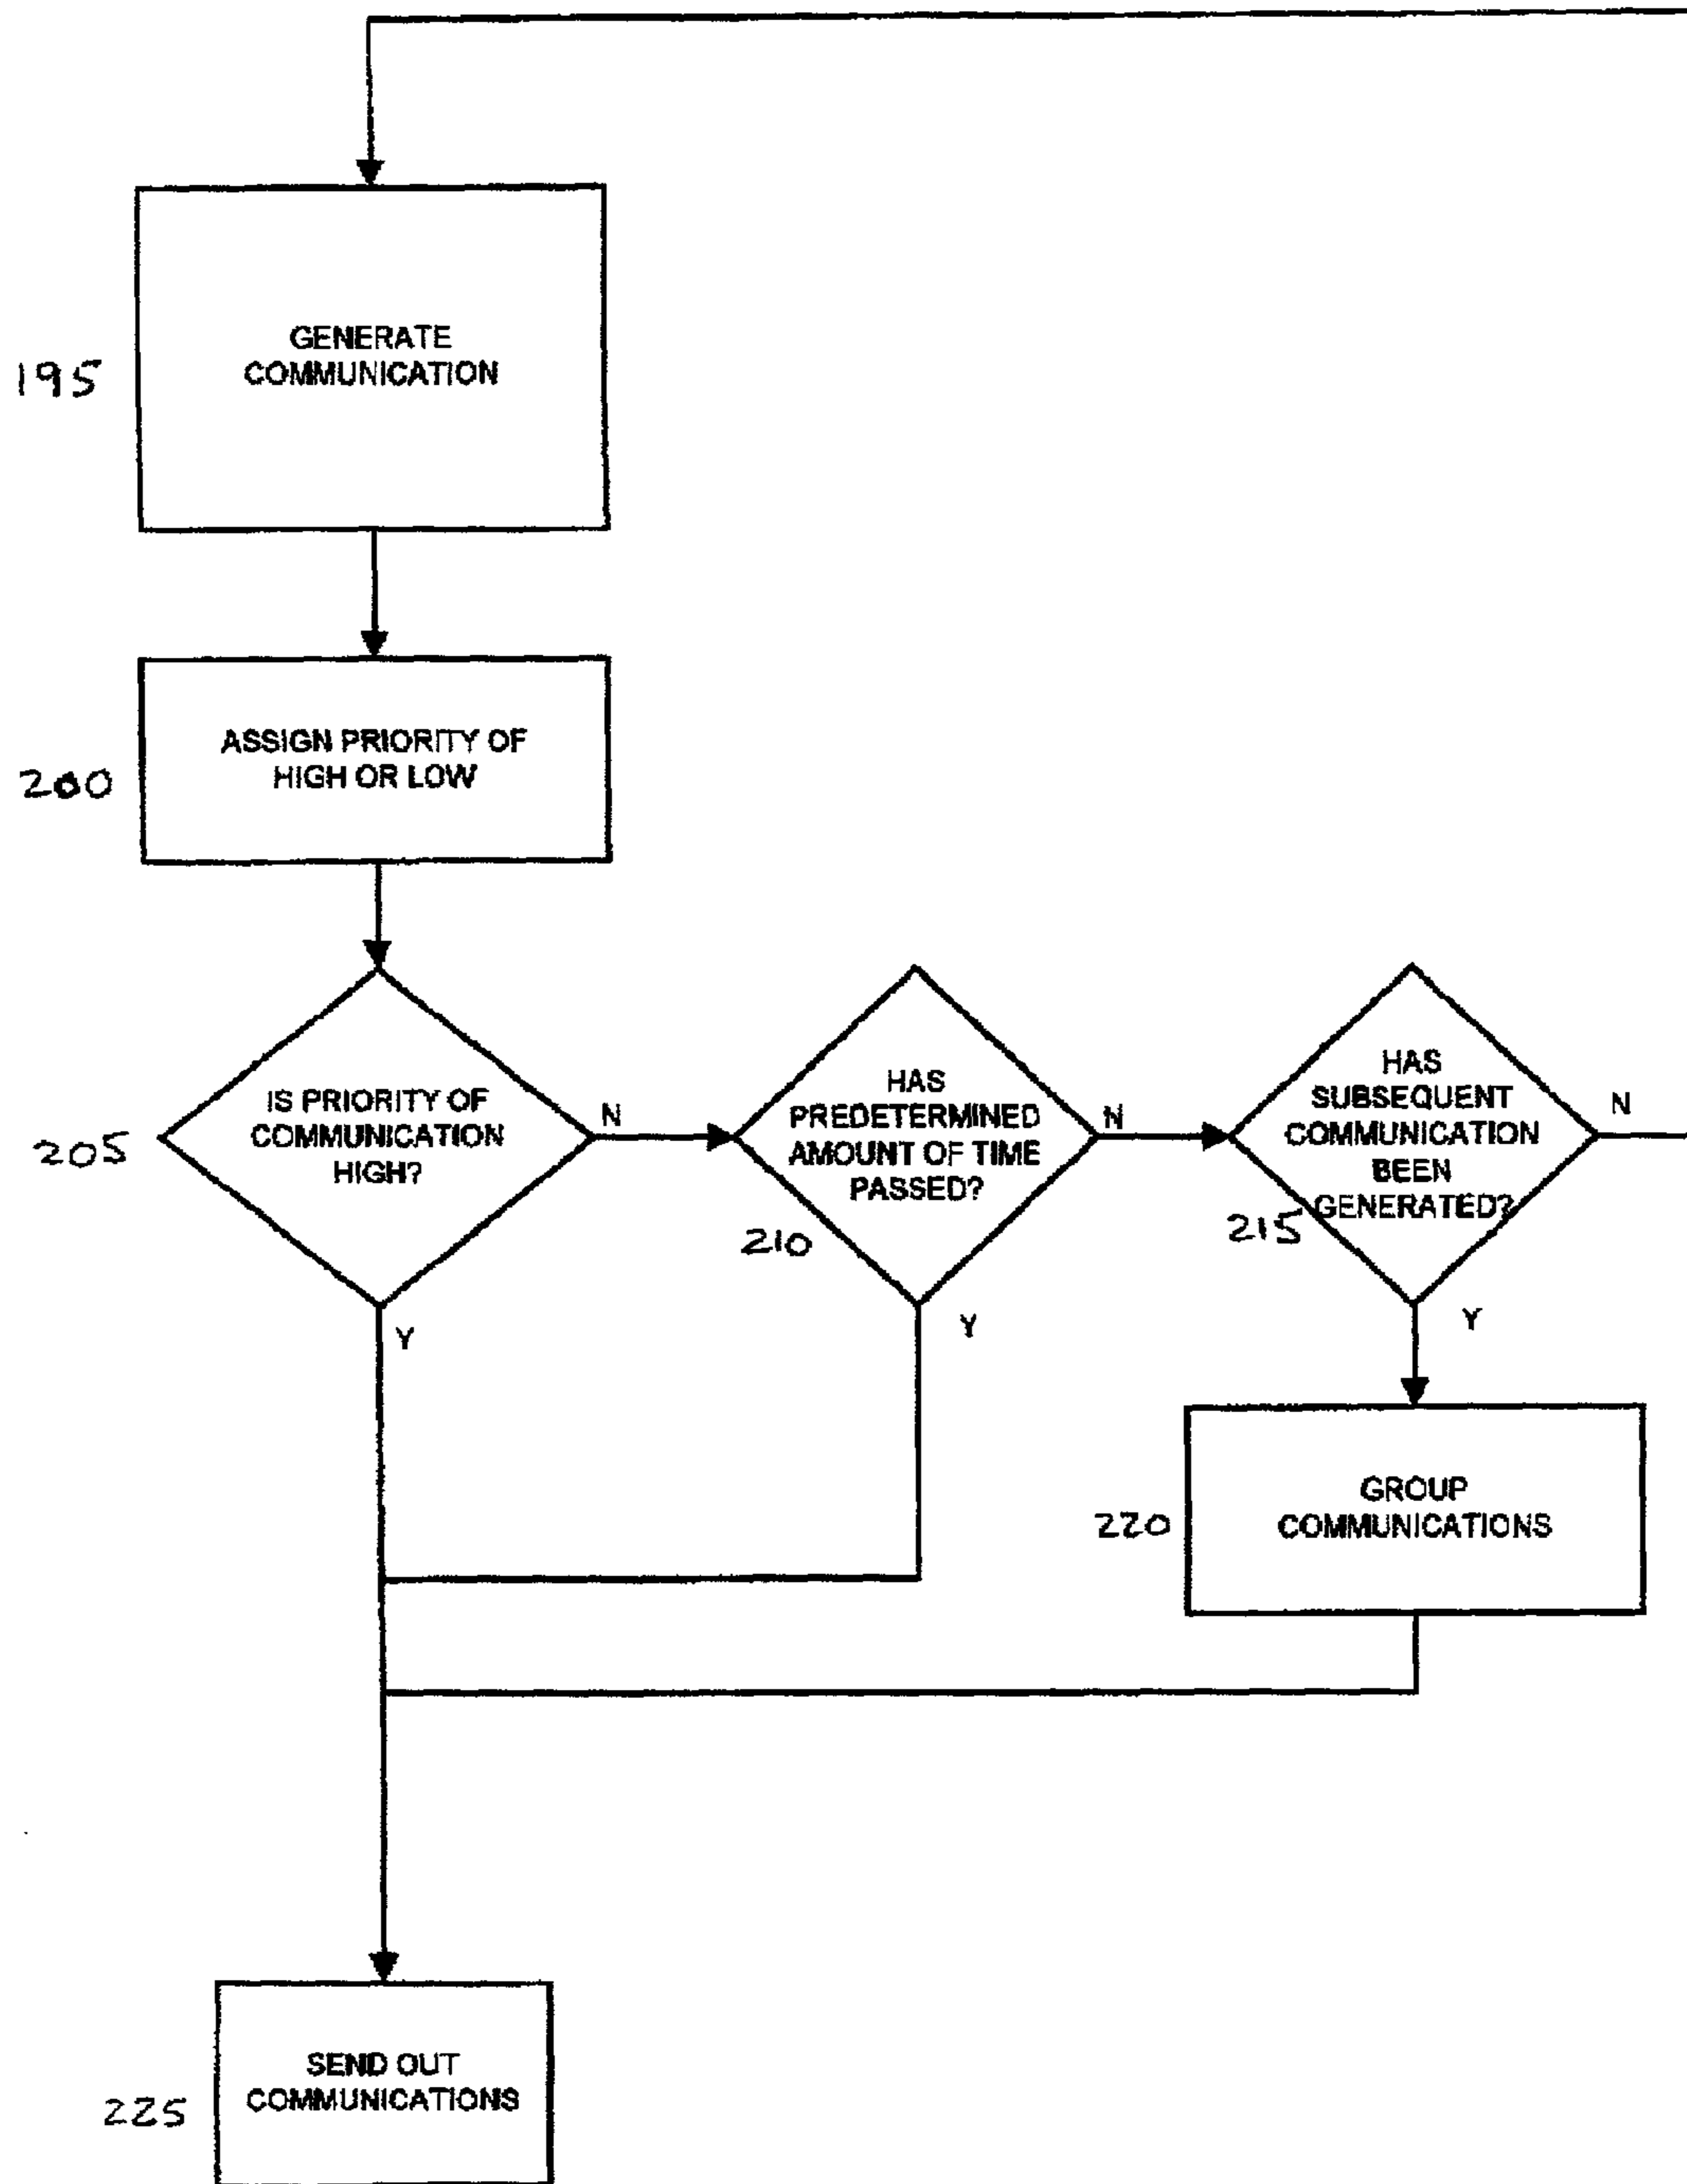 GENERATE
COMMUNICATION
195
ASSIGN PRIORITY OF
HIGH OR LOW
200
IS PRIORITY OF
COMMUNICATION
HIGH?
205
N
Y
HAS
PREDETERMINED
AMOUNT OF TIME
PASSED?
210
N
Y
HAS
SUBSEQUENT
COMMUNICATION
BEEN
GENERATED?
215
N
Y
GROUP
COMMUNICATIONS
220
SEND OUT
COMMUNICATIONS
225